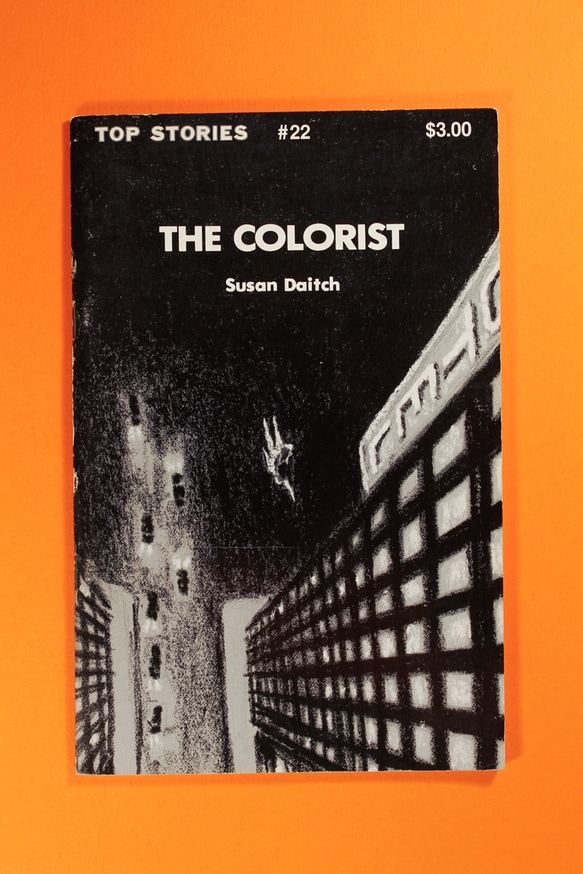 TOP STORIES #22 $3.00
THE COLORIST
Susan Daitch